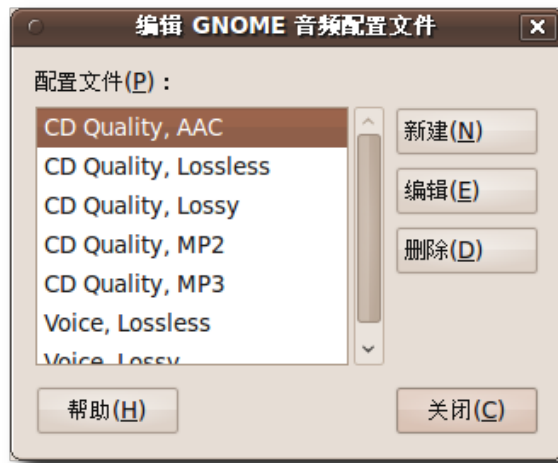 编辑 GNOME 音频配置文件
配置文件(P)：
CD Quality, AAC
CD Quality, Lossless
CD Quality, Lossy
CD Quality, MP2
CD Quality, MP3
Voice, Lossless
Voice, Lossy
新建(N)
编辑(E)
删除(D)
帮助(H)
关闭(C)